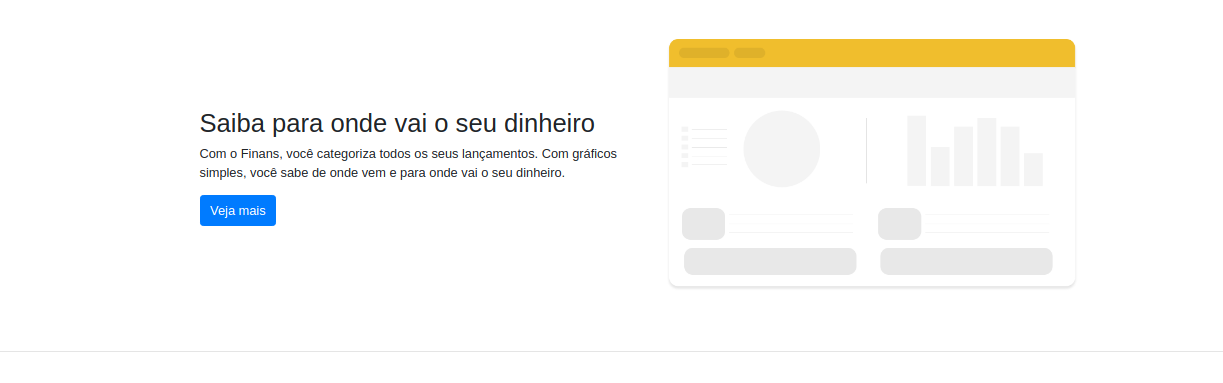 Saiba para onde vai o seu dinheiro
Com o Finans, você categoriza todos os seus lançamentos. Com gráficos
simples, você sabe de onde vem e para onde vai o seu dinheiro.
Veja mais